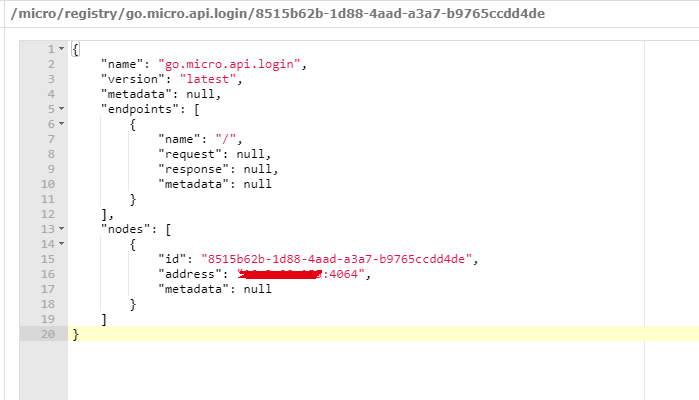 /micro/registry/go.micro.api.login/8515b62b-1d88-4aad-a3a7-b9765ccdd4de
1 {
2 "name": "go.micro.api.login",
3 "version": "latest",
4 "metadata": null,
5 "endpoints": [
6 {
7 "name": "/",
8 "request": null,
9 "response": null,
10 "metadata": null
11 }
12 ],
13 "nodes": [
14 {
15 "id": "8515b62b-1d88-4aad-a3a7-b9765ccdd4de",
16 "address": ":4064",
17 "metadata": null
18 }
19 ]
20 }